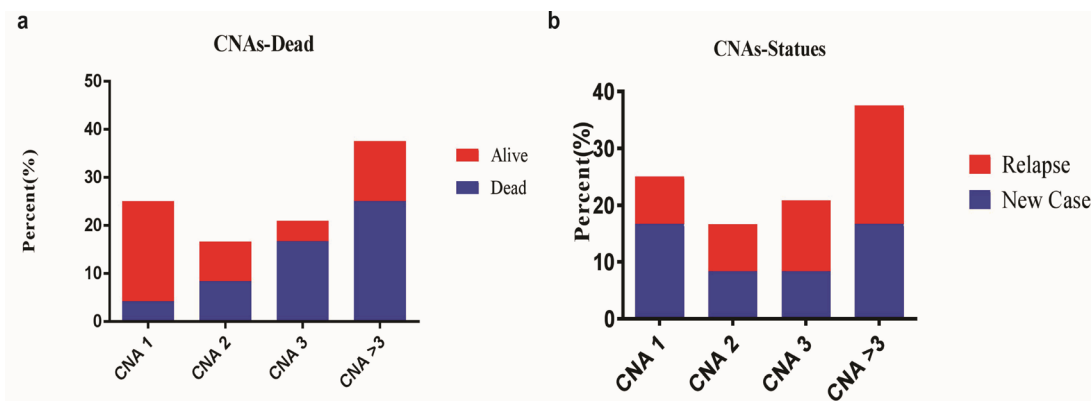 a
CNAs-Dead
Percent(%)
50
40
30
20
10
0
CNA 1
CNA 2
CNA 3
CNA >3
Alive
Dead
b
CNAs-Statues
Percent(%)
40
30
20
10
0
CNA 1
CNA 2
CNA 3
CNA >3
Relapse
New Case